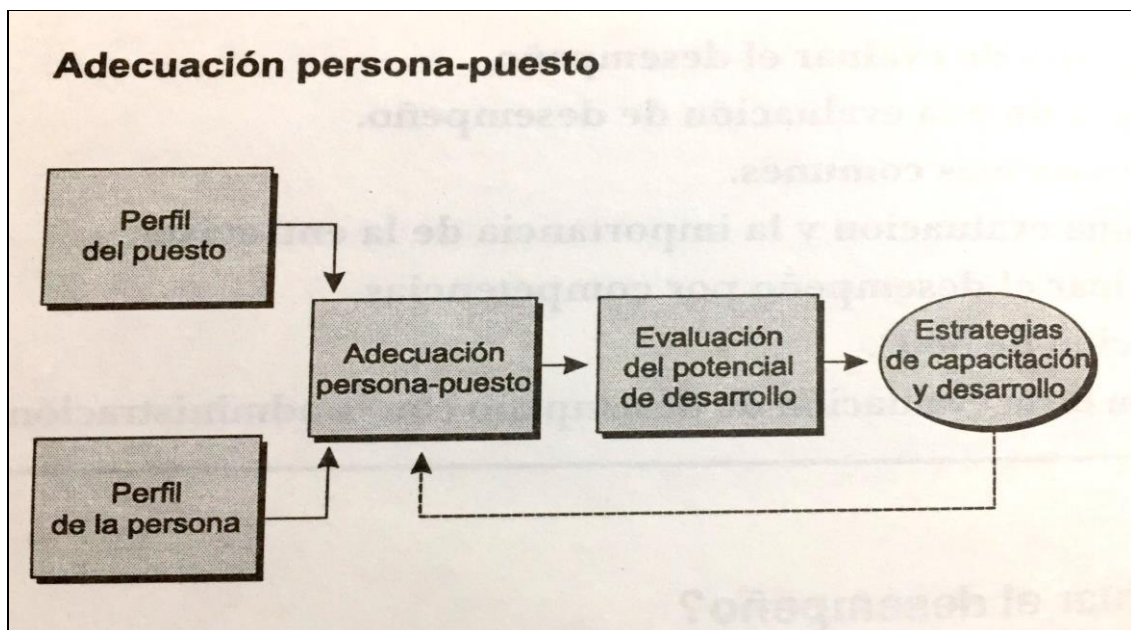 Adecuación persona-puesto
Perfil
del puesto
Adecuación
persona-puesto
Evaluación
del potencial
de desarrollo
Estrategias
de capacitación
y desarrollo
Perfil
de la persona